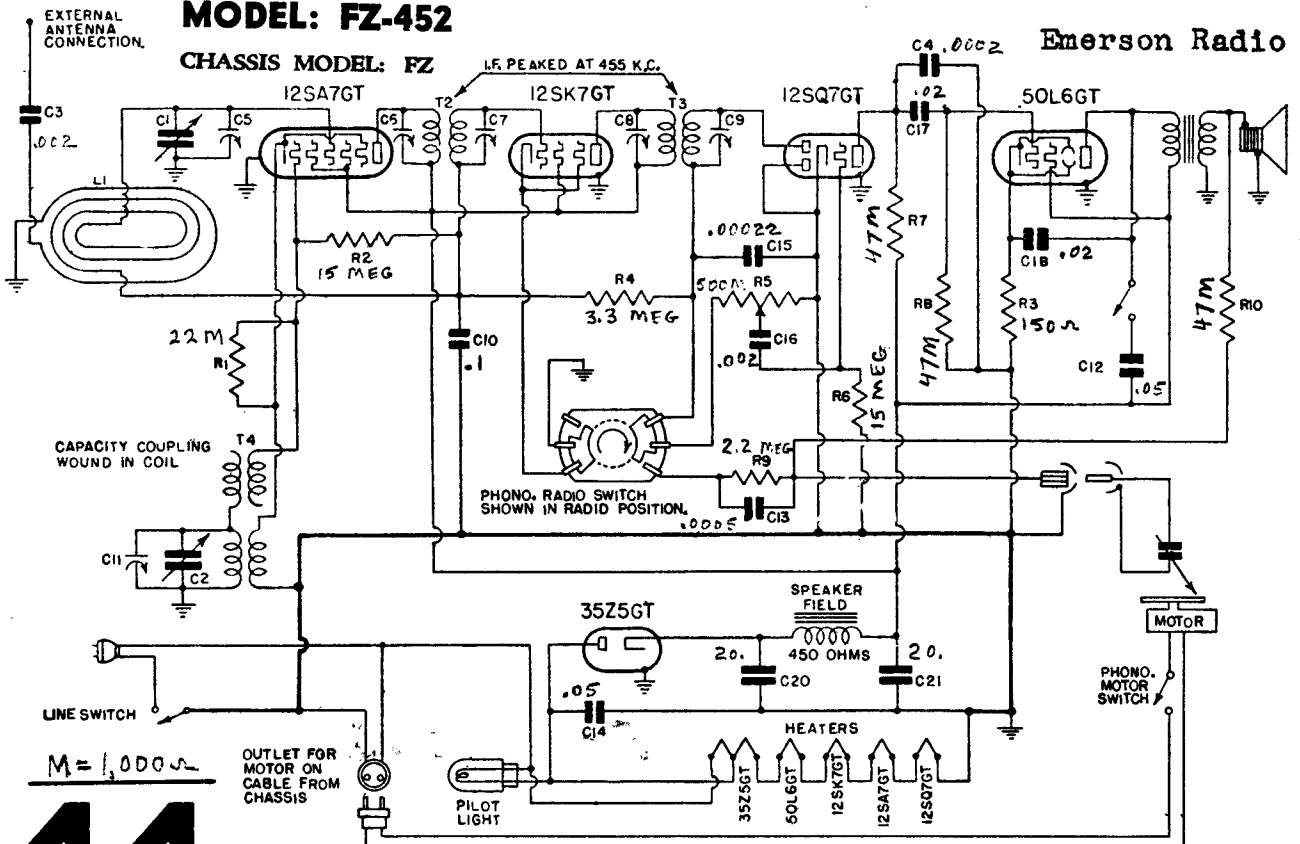 EXTERNAL
ANTENNA
CONNECTION.
MODEL: FZ-452
CHASSIS MODEL: FZ
Emerson Radio
I.F. PEAKED AT 455 K.C.
12SA7GT
T2
12SK7GT
T3
12SQ7GT
C4 .0002
.02
C17
50L6GT
C3
.002
C1
C5
C6
C7
C8
C9
L1
R2
15 MEG
.00022
C15
R7
47M
C18 .02
R4
3.3 MEG
500M R5
R8
47M
R3
150Ω
R10
47M
22M
R1
C10
.1
C16
.002
R6
15 MEG
C12
.05
CAPACITY COUPLING
WOUND IN COIL
T4
2.2 MEG
R9
PHONO. RADIO SWITCH
SHOWN IN RADIO POSITION.
.0005 C13
C11
C2
35Z5GT
SPEAKER
FIELD
450 OHMS
MOTOR
20.
C20
20.
C21
PHONO.
MOTOR
SWITCH
.05
C14
LINE SWITCH
HEATERS
M=1,000Ω
OUTLET FOR
MOTOR ON
CABLE FROM
CHASSIS
PILOT
LIGHT
35Z5GT
50L6GT
12SK7GT
12SA7GT
12SQ7GT